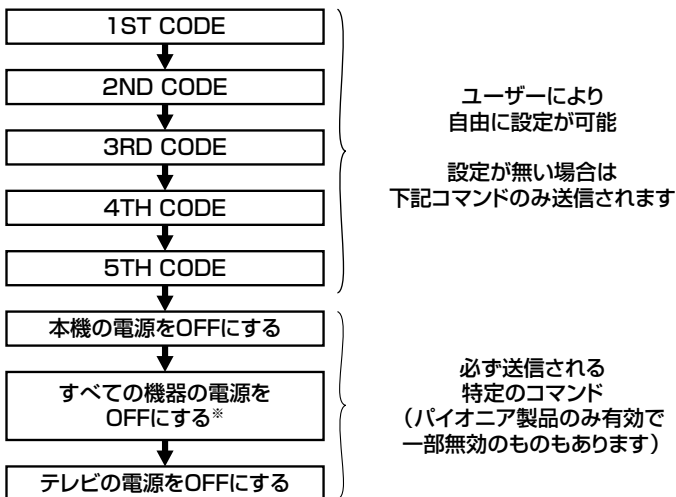 1ST CODE
2ND CODE
3RD CODE
4TH CODE
5TH CODE
ユーザーにより
自由に設定が可能
設定が無い場合は
下記コマンドのみ送信されます
本機の電源をOFFにする
すべての機器の電源を
OFFにする※
テレビの電源をOFFにする
必ず送信される
特定のコマンド
（パイオニア製品のみ有効で
一部無効のものもあります）